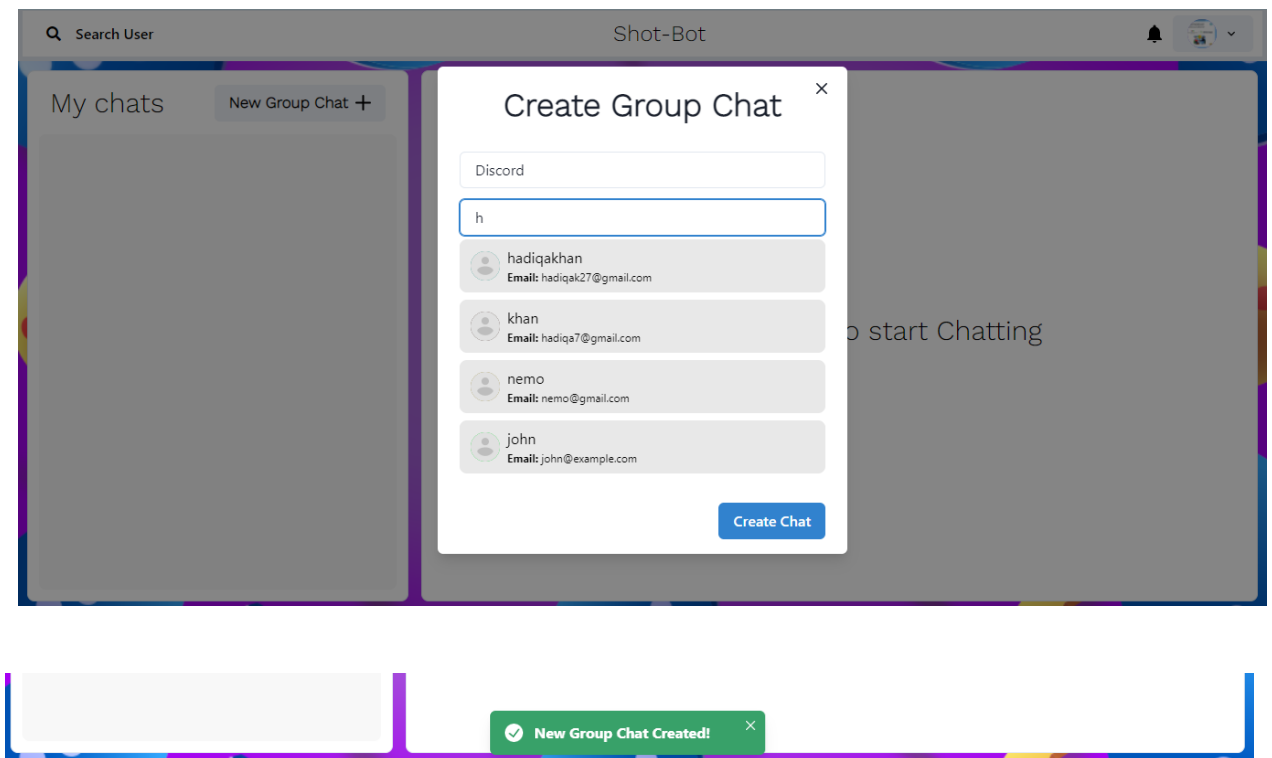 Search User
Shot-Bot
My chats
New Group Chat +
Create Group Chat
Discord
h
hadiqakhan
Email: hadiqak27@gmail.com
khan
Email: hadiqa7@gmail.com
nemo
Email: nemo@gmail.com
john
Email: john@example.com
Create Chat
o start Chatting
New Group Chat Created!